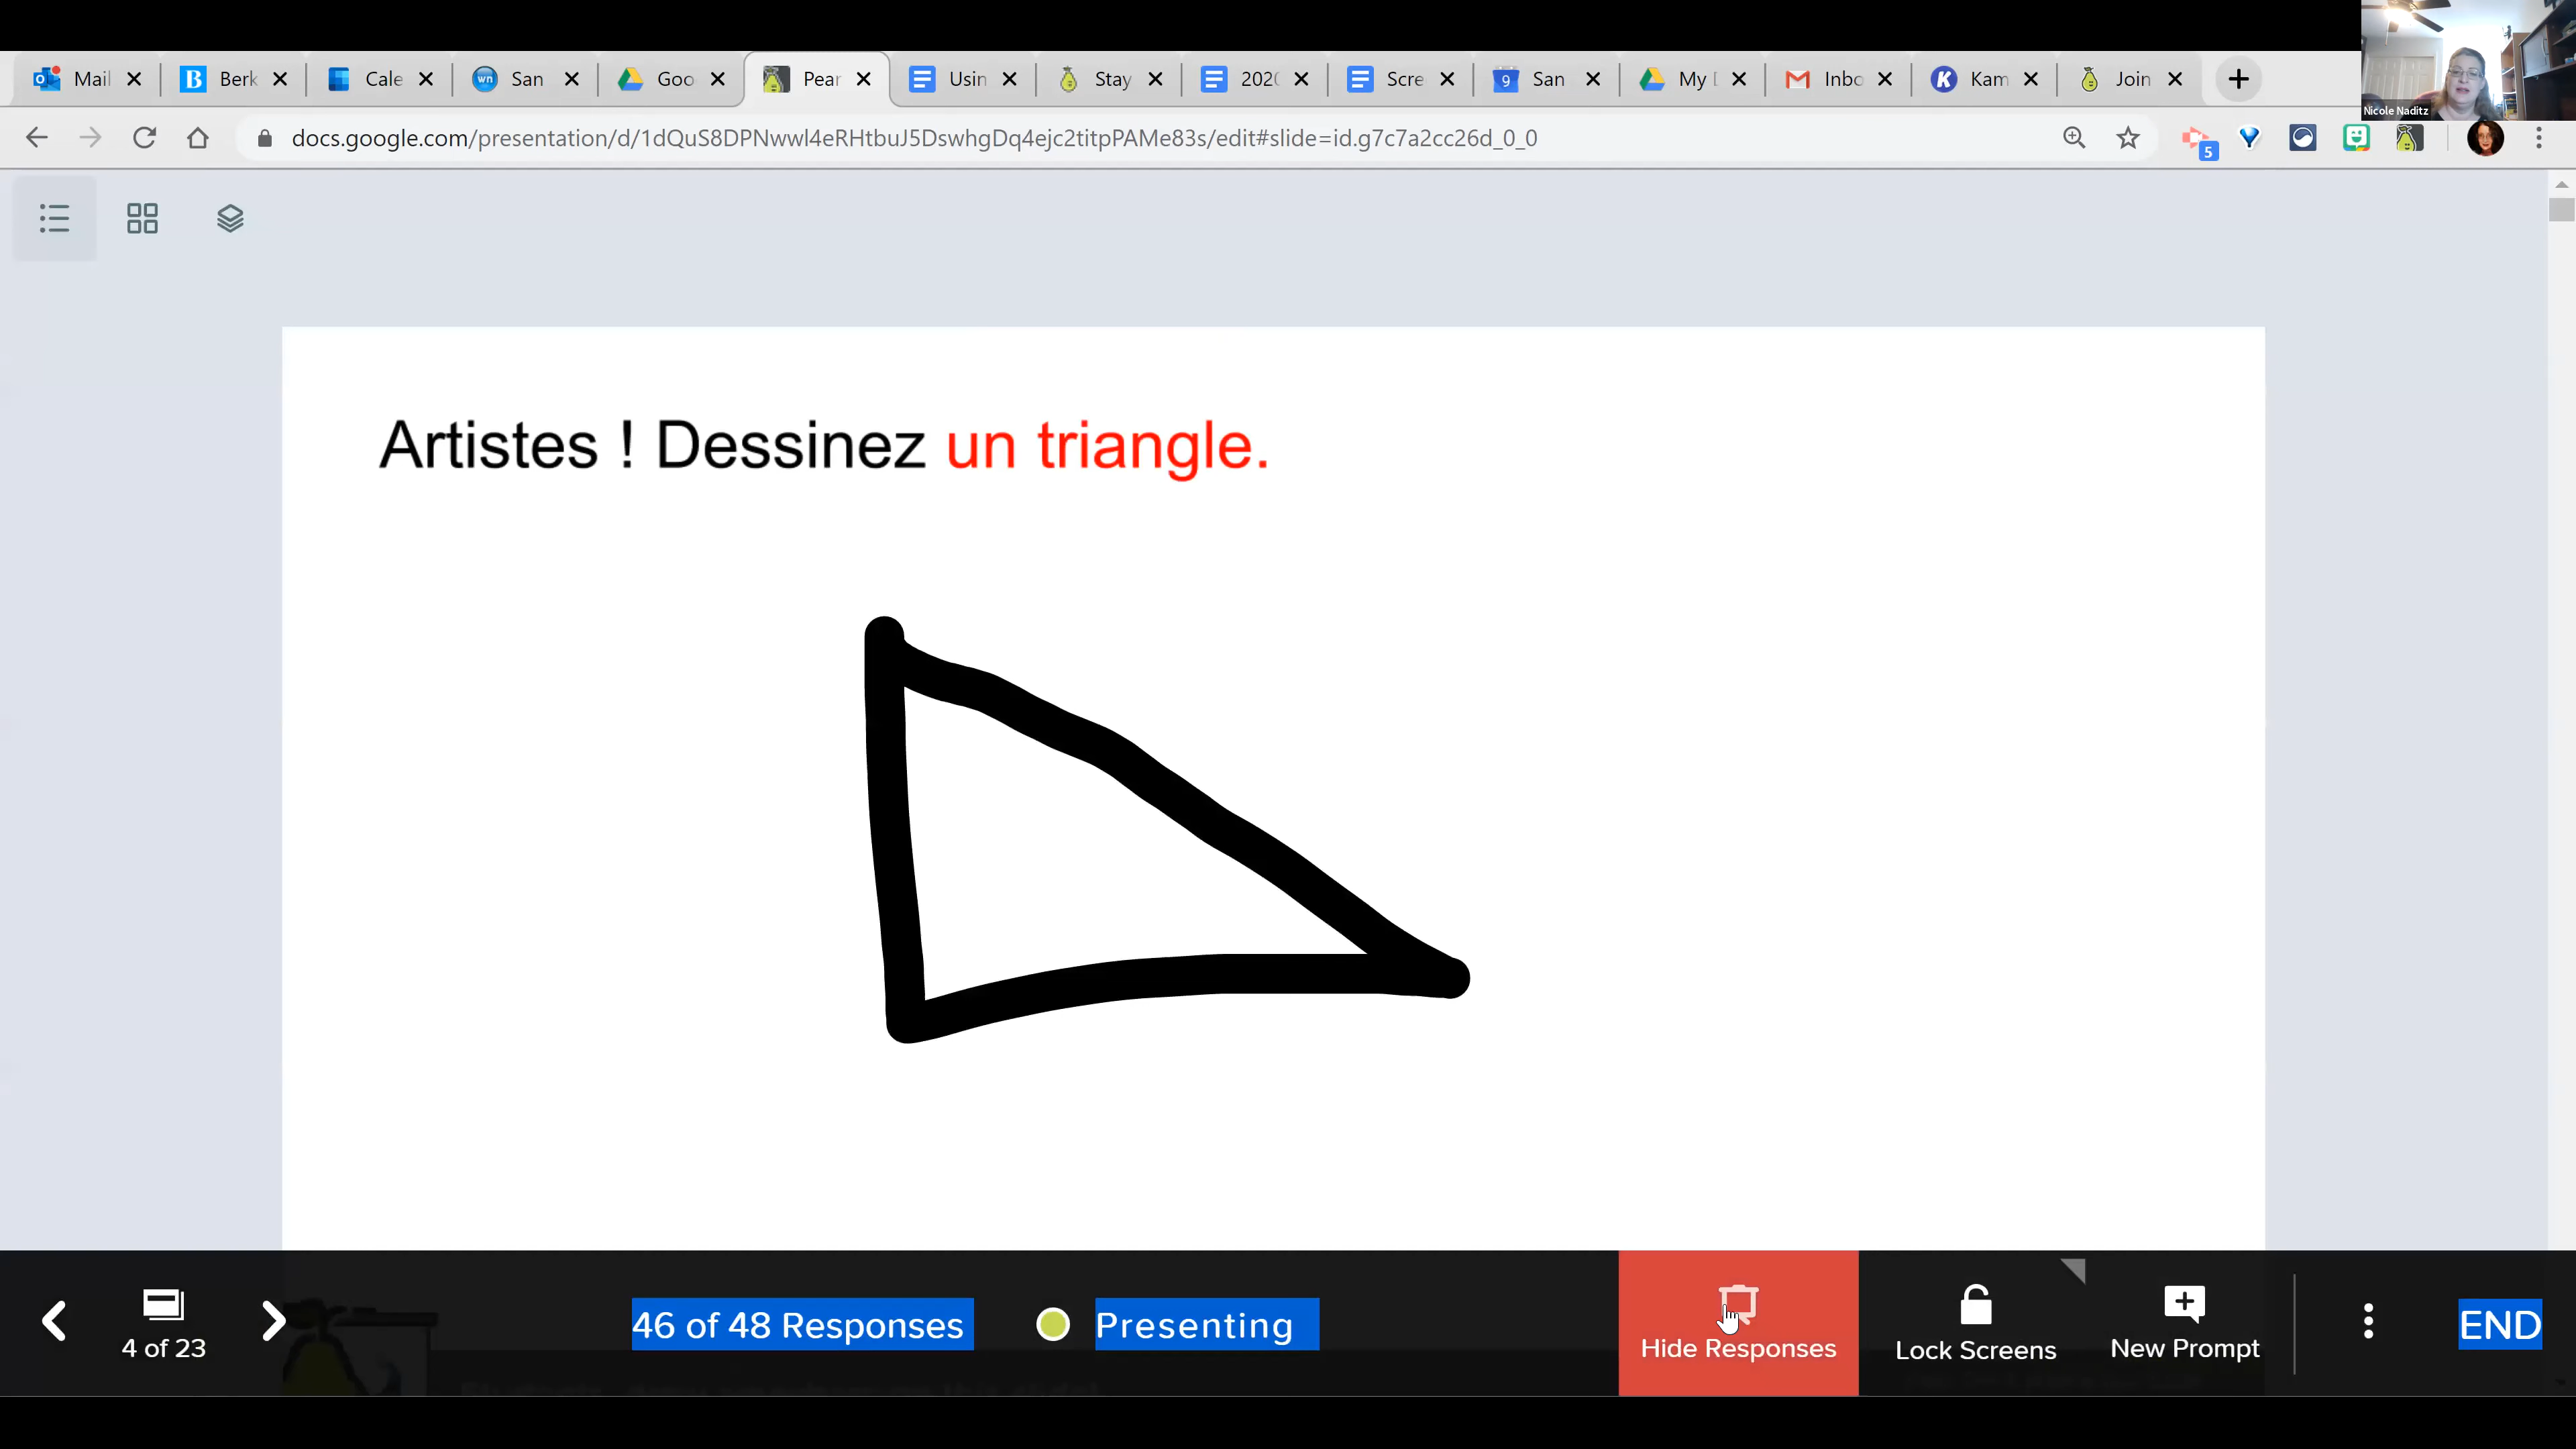 Mail
Berk
Cale
San
Goo
Pear
Usin
Stay
2020
Scre
San
My D
Inbo
Kam
Join
Nicole Naditz
docs.google.com/presentation/d/1dQuS8DPNwwl4eRHtbuJ5DswhgDq4ejc2titpPAMe83s/edit#slide=id.g7c7a2cc26d_0_0
5
Artistes ! Dessinez un triangle.
4 of 23
46 of 48 Responses
Presenting
Hide Responses
Lock Screens
New Prompt
END